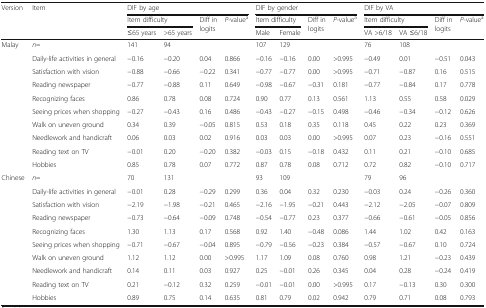 Version Item DIF by age DIF by gender DIF by VA
Item difficulty Diff in logits P-value^a Item difficulty Diff in logits P-value^a Item difficulty Diff in logits P-value^a
≤65 years >65 years Male Female VA >6/18 VA ≤6/18
Malay n= 141 94 107 129 76 108
Daily-life activities in general −0.16 −0.20 0.04 0.866 −0.16 −0.16 0.00 >0.995 −0.49 0.01 −0.51 0.043
Satisfaction with vision −0.88 −0.66 −0.22 0.341 −0.77 −0.77 0.00 >0.995 −0.71 −0.87 0.16 0.515
Reading newspaper −0.77 −0.88 0.11 0.649 −0.98 −0.67 −0.31 0.181 −0.77 −0.84 0.17 0.778
Recognizing faces 0.86 0.78 0.08 0.724 0.90 0.77 0.13 0.561 1.13 0.55 0.58 0.029
Seeing prices when shopping −0.27 −0.43 0.16 0.486 −0.43 −0.27 −0.15 0.498 −0.46 −0.34 −0.12 0.626
Walk on uneven ground 0.34 0.39 −0.05 0.815 0.53 0.18 0.35 0.118 0.45 0.22 0.23 0.369
Needlework and handicraft 0.06 0.03 0.02 0.916 0.03 0.03 0.00 >0.995 0.07 0.23 −0.16 0.551
Reading text on TV −0.01 0.20 −0.20 0.382 −0.03 0.15 −0.18 0.432 0.11 0.21 −0.10 0.685
Hobbies 0.85 0.78 0.07 0.772 0.87 0.78 0.08 0.712 0.72 0.82 −0.10 0.717
Chinese n= 70 131 93 109 79 96
Daily-life activities in general −0.01 0.28 −0.29 0.299 0.36 0.04 0.32 0.230 −0.03 0.24 −0.26 0.360
Satisfaction with vision −2.19 −1.98 −0.21 0.465 −2.16 −1.95 −0.21 0.443 −2.12 −2.05 −0.07 0.809
Reading newspaper −0.73 −0.64 −0.09 0.748 −0.54 −0.77 0.23 0.377 −0.66 −0.61 −0.05 0.856
Recognizing faces 1.30 1.13 0.17 0.568 0.92 1.40 −0.48 0.086 1.44 1.02 0.42 0.163
Seeing prices when shopping −0.71 −0.67 −0.04 0.895 −0.79 −0.56 −0.23 0.384 −0.57 −0.67 0.10 0.724
Walk on uneven ground 1.12 1.12 0.00 >0.995 1.17 1.09 0.08 0.760 0.98 1.21 −0.23 0.439
Needlework and handicraft 0.14 0.11 0.03 0.927 0.25 −0.01 0.26 0.345 0.04 0.28 −0.24 0.419
Reading text on TV 0.21 −0.12 0.32 0.259 −0.01 −0.01 0.00 >0.995 0.17 −0.13 0.30 0.300
Hobbies 0.89 0.75 0.14 0.635 0.81 0.79 0.02 0.942 0.79 0.71 0.08 0.793